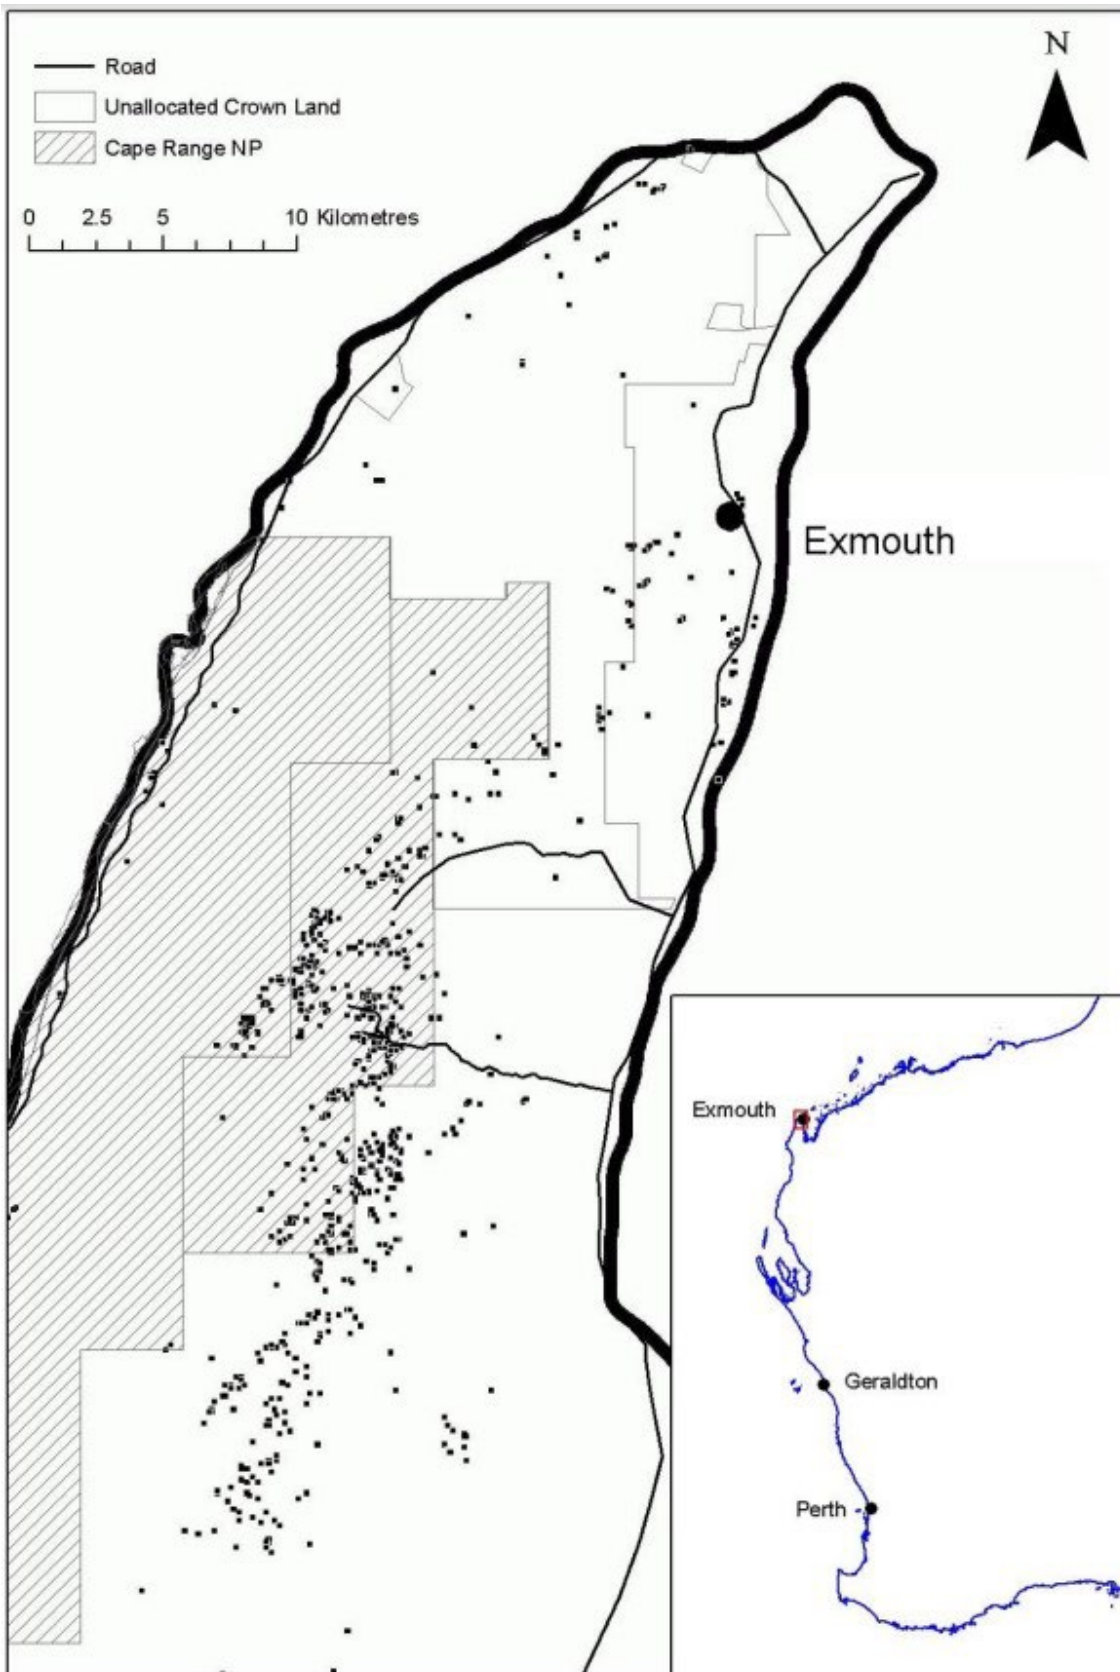 N
Road
Unallocated Crown Land
Cape Range NP
0 2.5 5 10 Kilometres
Exmouth
Exmouth
Geraldton
Perth